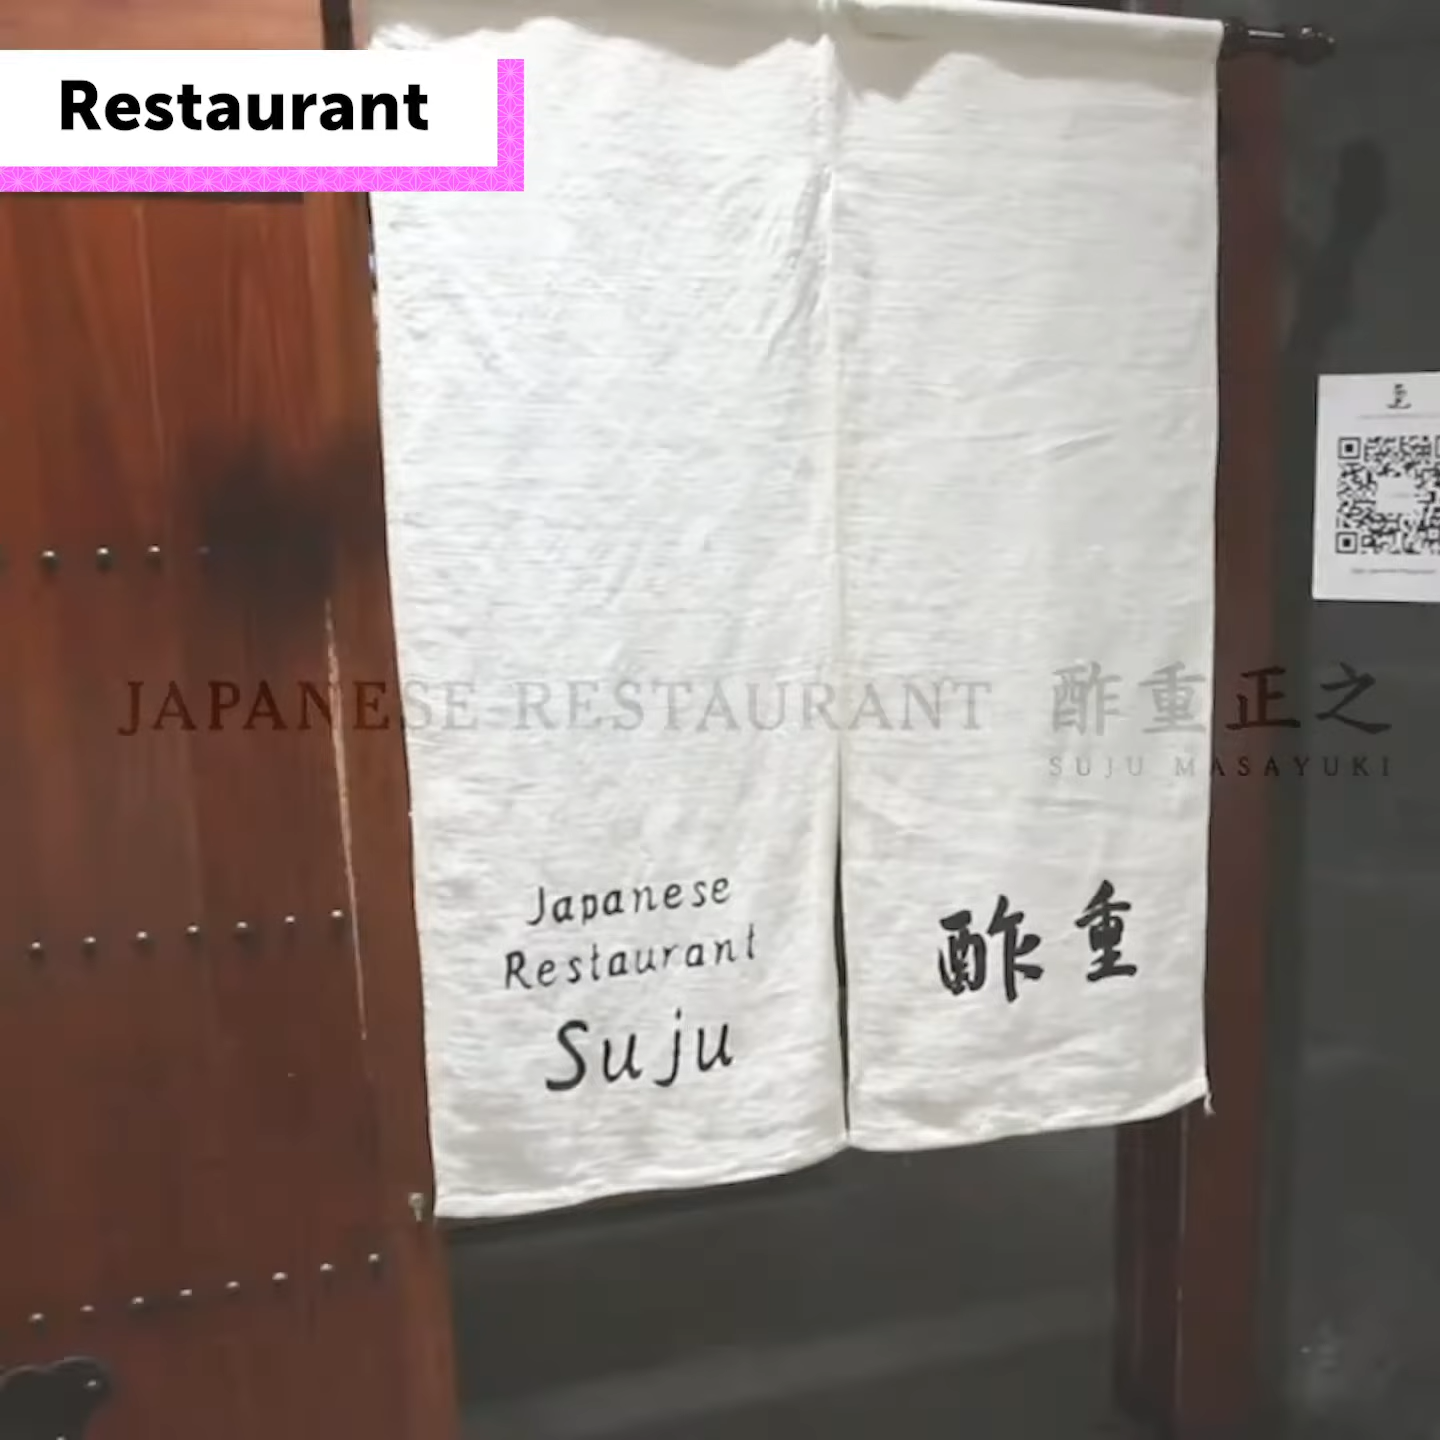 Restaurant
JAPANESE RESTAURANT 酢重正之
SUJU MASAYUKI
Japanese
Restaurant
Suju
酢重